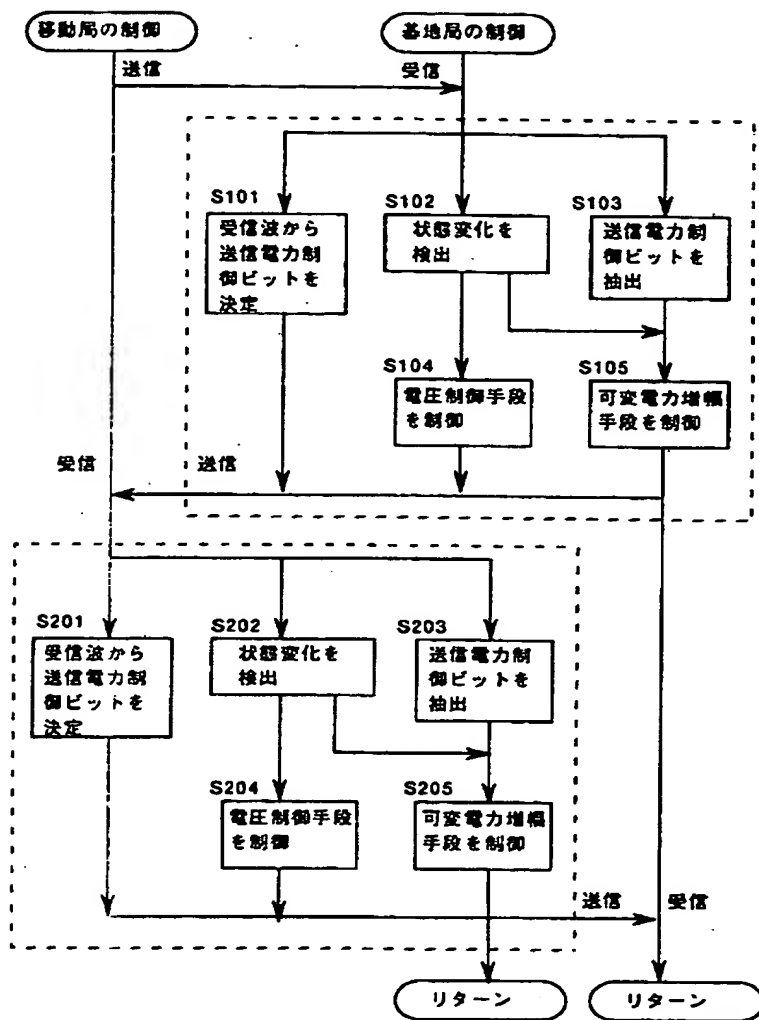 移動局の制御
基地局の制御
送信
受信
S101
S102
S103
受信波から
送信電力制
御ビットを
決定
状態変化を
検出
送信電力制
御ビットを
抽出
S104
S105
電圧制御手段
を制御
可変電力増幅
手段を制御
受信
送信
S201
S202
S203
受信波から
送信電力制
御ビットを
決定
状態変化を
検出
送信電力制
御ビットを
抽出
S204
S205
電圧制御手段
を制御
可変電力増幅
手段を制御
送信
受信
リターン
リターン